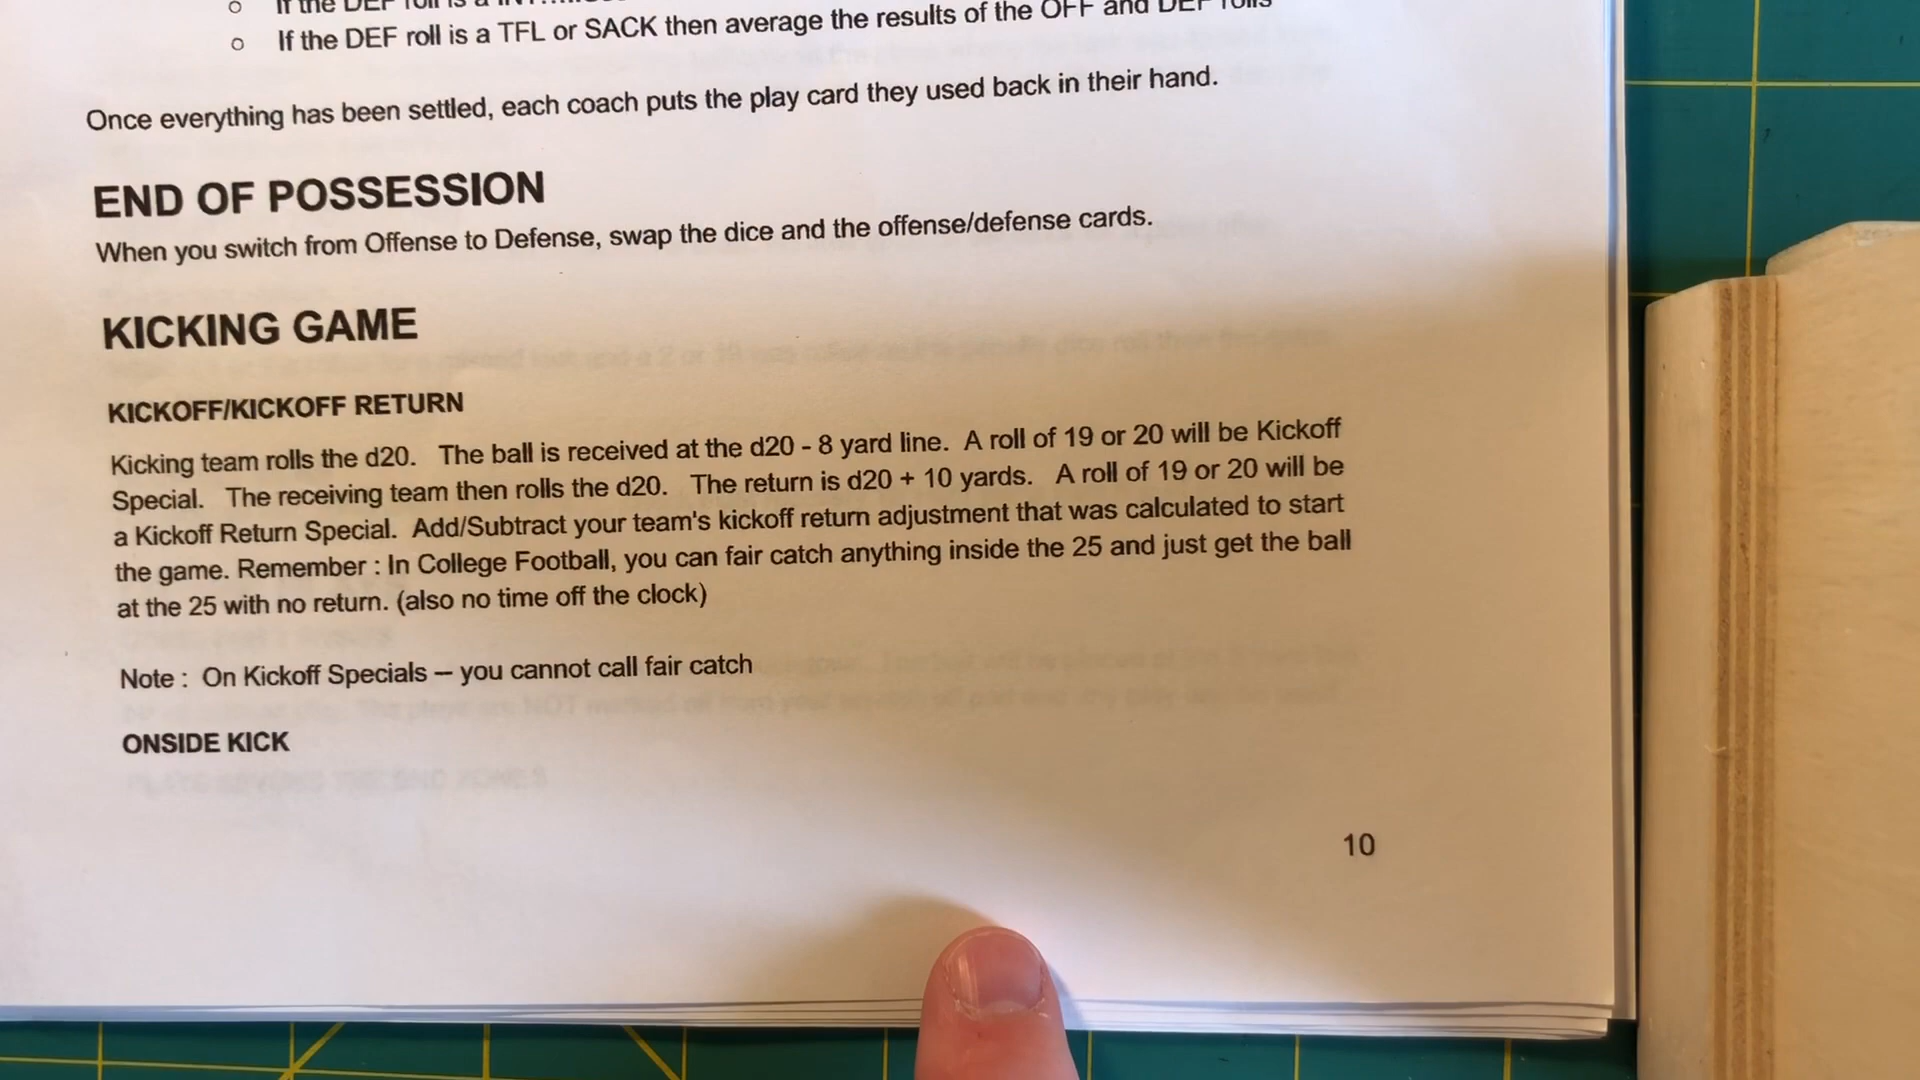 If the DEF roll is a INT
If the DEF roll is a TFL or SACK then average the results of the OFF and DEF rolls
Once everything has been settled, each coach puts the play card they used back in their hand.
END OF POSSESSION
When you switch from Offense to Defense, swap the dice and the offense/defense cards.
KICKING GAME
KICKOFF/KICKOFF RETURN
Kicking team rolls the d20. The ball is received at the d20 - 8 yard line. A roll of 19 or 20 will be Kickoff
Special. The receiving team then rolls the d20. The return is d20 + 10 yards. A roll of 19 or 20 will be
a Kickoff Return Special. Add/Subtract your team's kickoff return adjustment that was calculated to start
the game. Remember : In College Football, you can fair catch anything inside the 25 and just get the ball
at the 25 with no return. (also no time off the clock)
Note : On Kickoff Specials – you cannot call fair catch
ONSIDE KICK
10